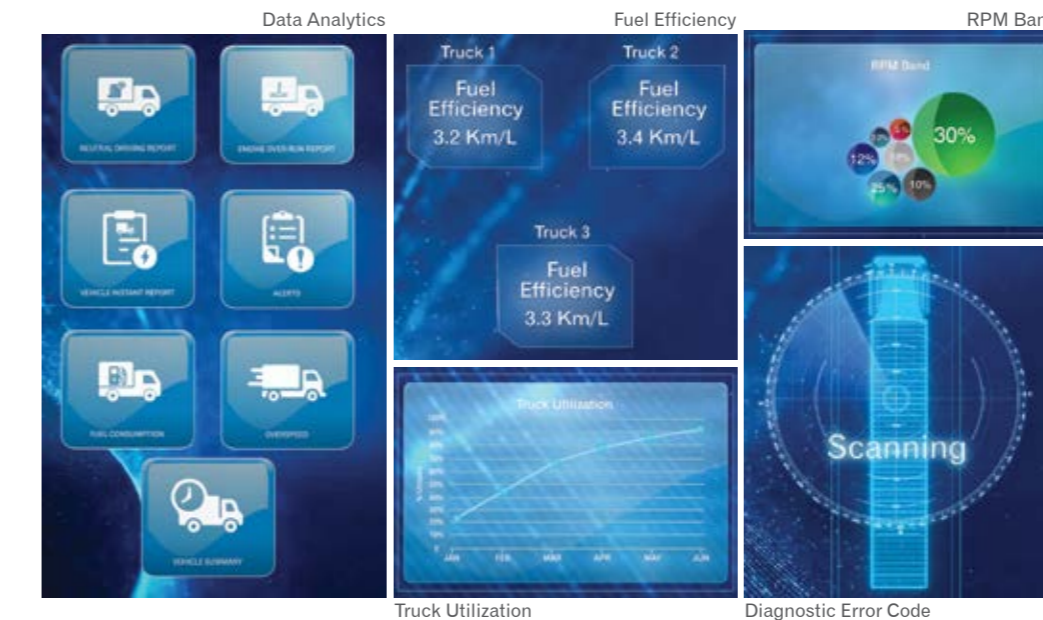 Data Analytics
Fuel Efficiency
RPM Ban
NEUTRAL DRIVING REPORT
ENGINE OVER-RUN REPORT
VEHICLE INSTANT REPORT
ALERTS
FUEL CONSUMPTION
OVERSPEED
VEHICLE SUMMARY
Truck 1
Fuel
Efficiency
3.2 Km/L
Truck 2
Fuel
Efficiency
3.4 Km/L
Truck 3
Fuel
Efficiency
3.3 Km/L
RPM Band
30%
12%
25%
10%
Truck Utilization
JAN
FEB
MAR
APR
MAY
JUN
Scanning
Truck Utilization
Diagnostic Error Code